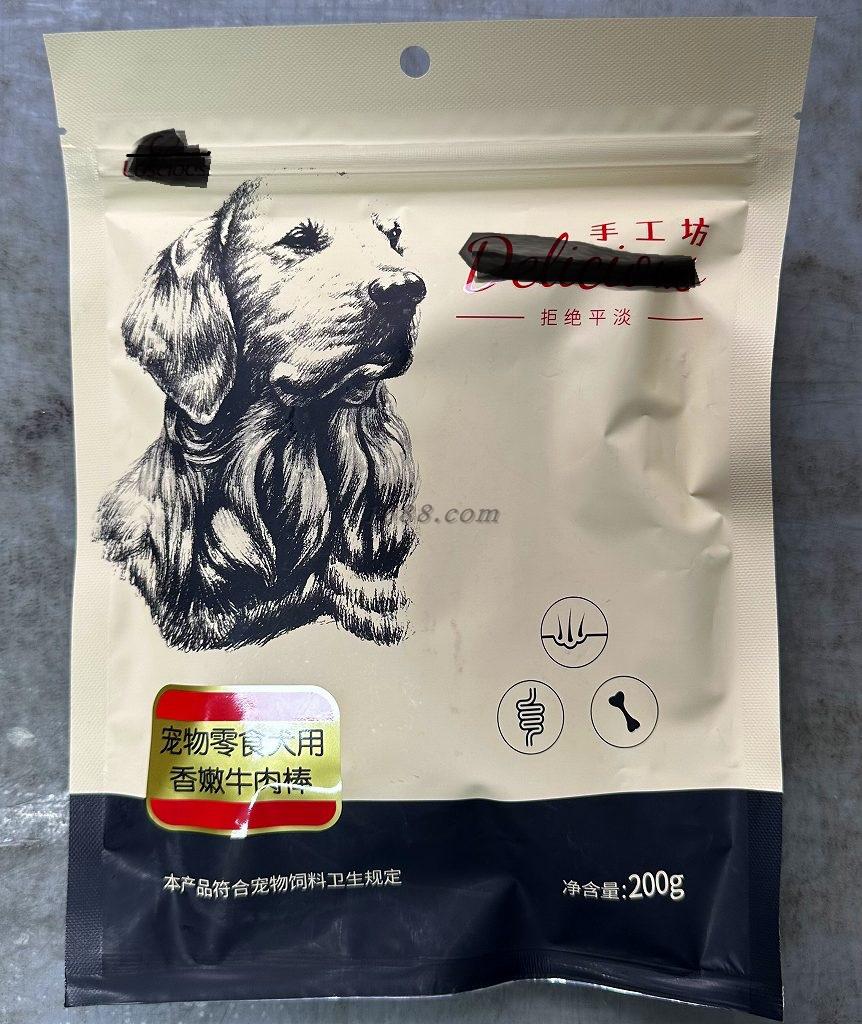 手工坊
拒绝平淡
宠物零食犬用
香嫩牛肉棒
本产品符合宠物饲料卫生规定
净含量:200g